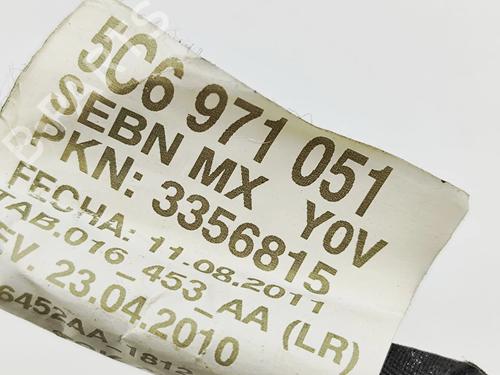 5C6 971 051
SEBN MX Y0V
PKN: 3356815
FECHA: 11.08.2011
TAB.016_453_AA (LR)
EV. 23.04.2010
6452AA_1812